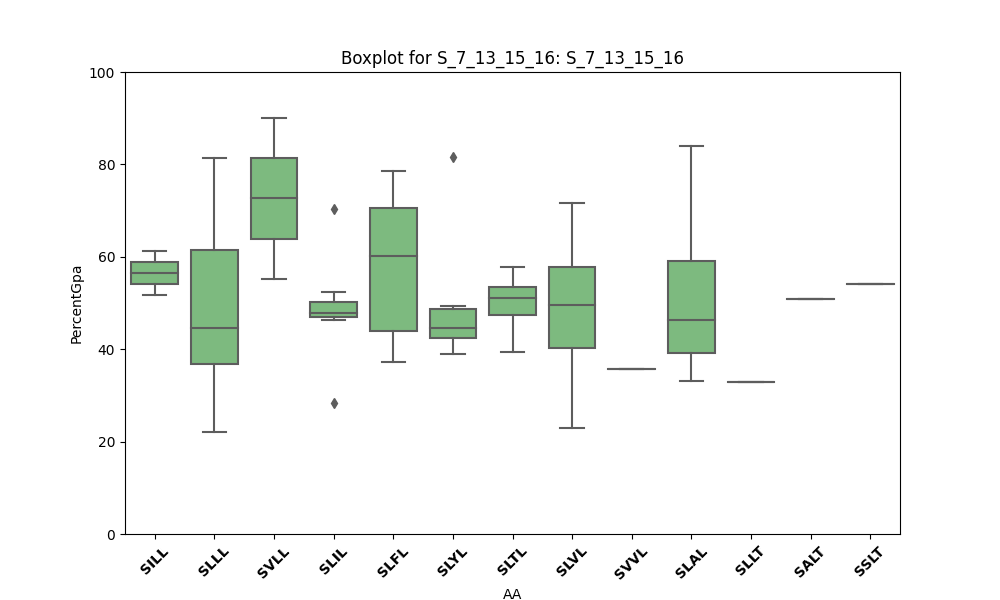 Boxplot for S_7_13_15_16: S_7_13_15_16
100
80
60
40
20
0
PercentGpa
SILL SLLL SVLL SLIL SLFL SLYL SLTL SLVL SVVL SLAL SLLT SALT SSLT
AA